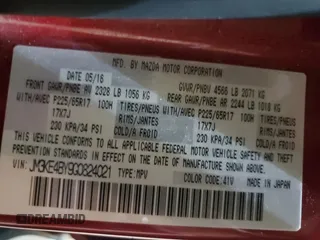 MFD. BY MAZDA MOTOR CORPORATION
DATE 05/16 GVWR/PNBV 4566 LB 2071 KG
FRONT GAWR/PNBE AV 2328 LB 1056 KG REAR GAWR/PNBE AR 2244 LB 1018 KG
WITH/AVEC P225/65R17 100H TIRES/PNEUS WITH/AVEC P225/65R17 100H TIRES/PNEUS
17X7J RIMS/JANTES 17X7J
230 KPA/34 PSI COLD/A FROID 230 KPA/34 PSI COLD/A FROID
THIS VEHICLE CONFORMS TO ALL APPLICABLE FEDERAL MOTOR VEHICLE SAFETY AND
THEFT PREVENTION STANDARDS IN EFFECT ON THE DATE OF MANUFACTURE SHOWN ABOVE.
VIN: JM3KE4BY9G0824021 TYPE: MPV
COLOR CODE: 41V MADE IN JAPAN
DREAMBID